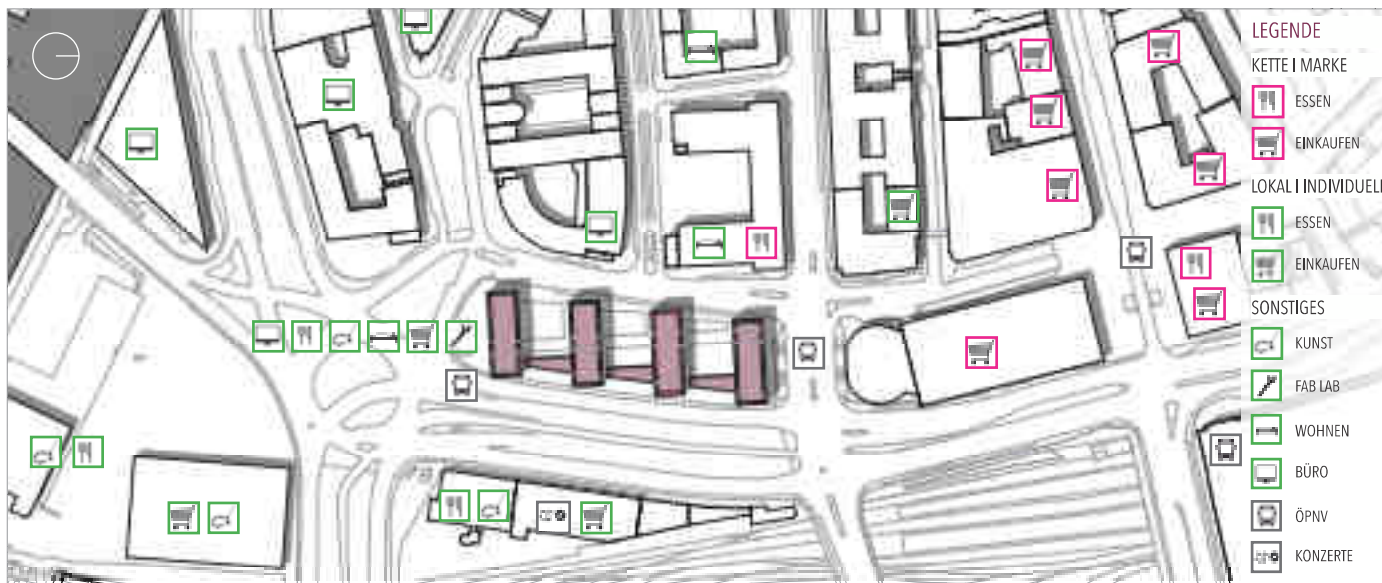 LEGENDE
KETTE I MARKE
ESSEN
EINKAUFEN
LOKAL I INDIVIDUELL
ESSEN
EINKAUFEN
SONSTIGES
KUNST
FAB LAB
WOHNEN
BÜRO
ÖPNV
KONZERTE